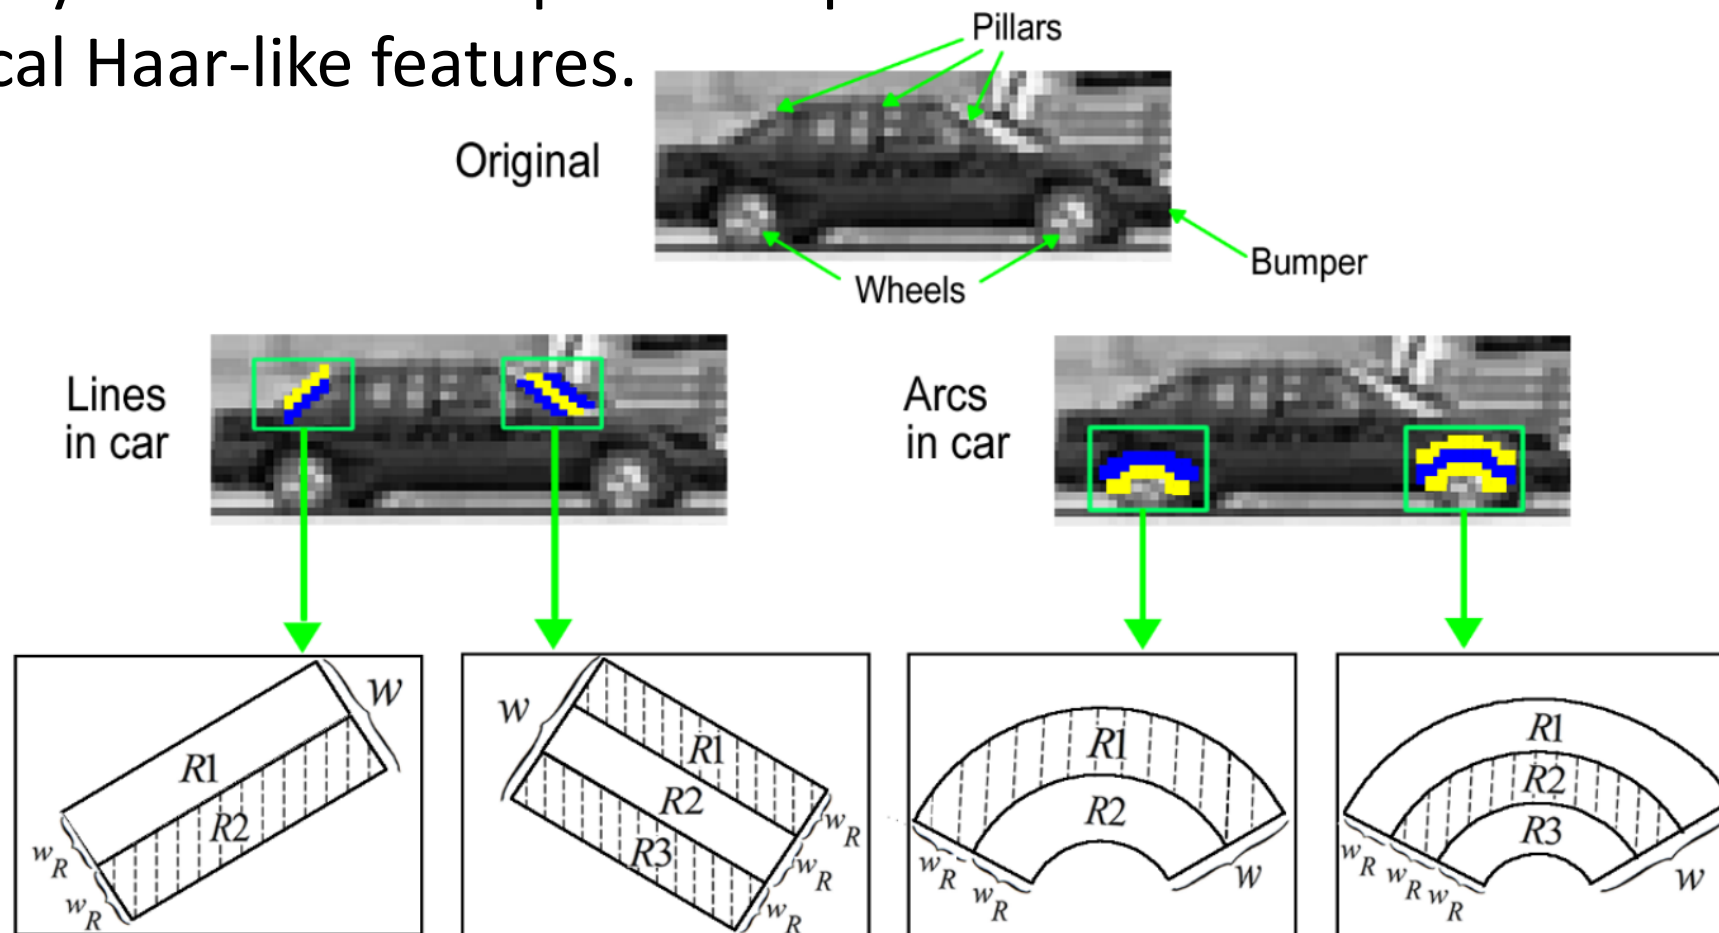 cal Haar-like features.
Pillars
Original
Bumper
Wheels
Lines
in car
Arcs
in car
w
R1
R2
wR
wR
w
R1
R2
R3
wR
wR
wR
R1
R2
wR
wR
w
R1
R2
R3
wR
wR
wR
w